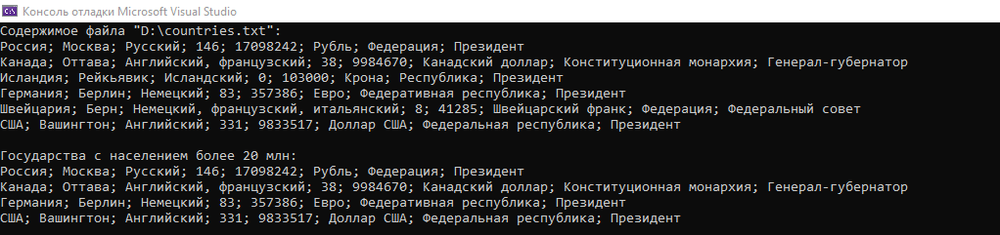 Консоль отладки Microsoft Visual Studio
Содержимое файла "D:\countries.txt":
Россия; Москва; Русский; 146; 17098242; Рубль; Федерация; Президент
Канада; Оттава; Английский, французский; 38; 9984670; Канадский доллар; Конституционная монархия; Генерал-губернатор
Исландия; Рейкьявик; Исландский; 0; 103000; Крона; Республика; Президент
Германия; Берлин; Немецкий; 83; 357386; Евро; Федеративная республика; Президент
Швейцария; Берн; Немецкий, французский, итальянский; 8; 41285; Швейцарский франк; Федерация; Федеральный совет
США; Вашингтон; Английский; 331; 9833517; Доллар США; Федеральная республика; Президент
Государства с населением более 20 млн:
Россия; Москва; Русский; 146; 17098242; Рубль; Федерация; Президент
Канада; Оттава; Английский, французский; 38; 9984670; Канадский доллар; Конституционная монархия; Генерал-губернатор
Германия; Берлин; Немецкий; 83; 357386; Евро; Федеративная республика; Президент
США; Вашингтон; Английский; 331; 9833517; Доллар США; Федеральная республика; Президент